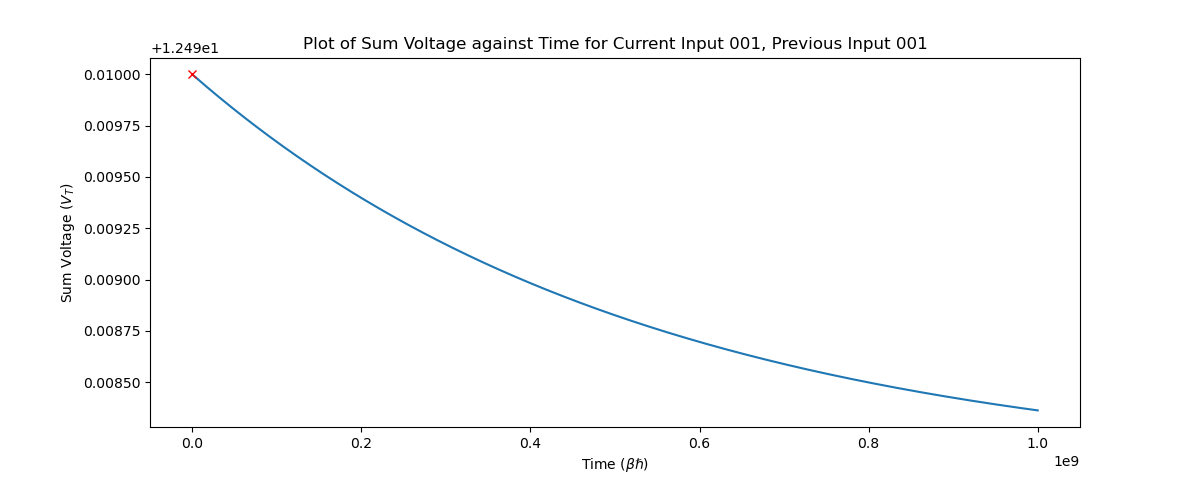 Plot of Sum Voltage against Time for Current Input 001, Previous Input 001
+1.249e1
0.01000
0.00975
0.00950
0.00925
0.00900
0.00875
0.00850
Sum Voltage (V_T)
0.0
0.2
0.4
0.6
0.8
1.0
1e9
Time (βℏ)